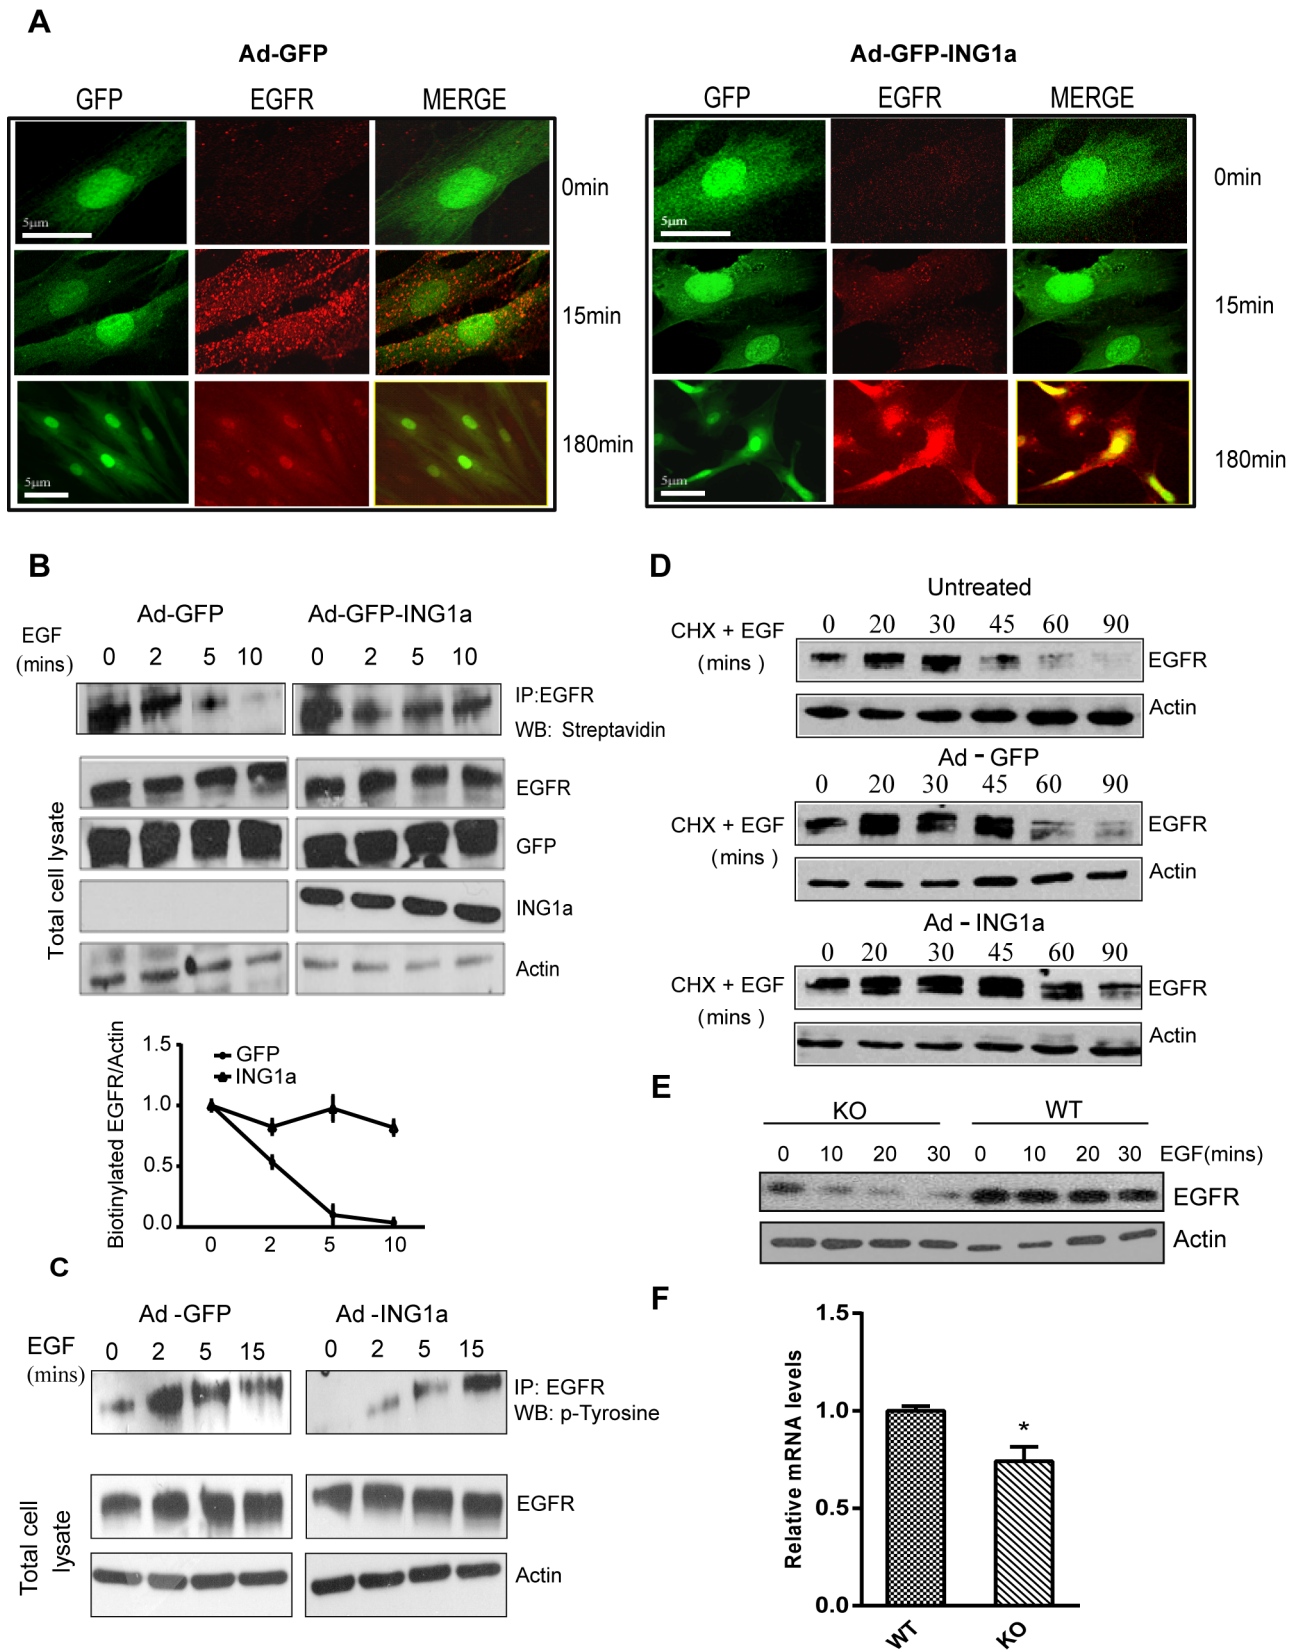 A
Ad-GFP
GFP EGFR MERGE
5μm
0min
15min
5μm
180min
Ad-GFP-ING1a
GFP EGFR MERGE
5μm
0min
15min
5μm
180min
B
Ad-GFP Ad-GFP-ING1a
EGF
(mins) 0 2 5 10 0 2 5 10
IP:EGFR
WB: Streptavidin
Total cell lysate
EGFR
GFP
ING1a
Actin
Biotinylated EGFR/Actin
1.5
1.0
0.5
0.0
GFP
ING1a
0 2 5 10
C
Ad -GFP Ad -ING1a
EGF
(mins)
0 2 5 15 0 2 5 15
IP: EGFR
WB: p-Tyrosine
Total cell
lysate
EGFR
Actin
D
Untreated
CHX + EGF
(mins )
0 20 30 45 60 90
EGFR
Actin
Ad - GFP
CHX + EGF
(mins )
0 20 30 45 60 90
EGFR
Actin
Ad - ING1a
CHX + EGF
(mins )
0 20 30 45 60 90
EGFR
Actin
E
KO WT
0 10 20 30 0 10 20 30 EGF(mins)
EGFR
Actin
F
Relative mRNA levels
1.5
1.0
0.5
0.0
*
WT KO